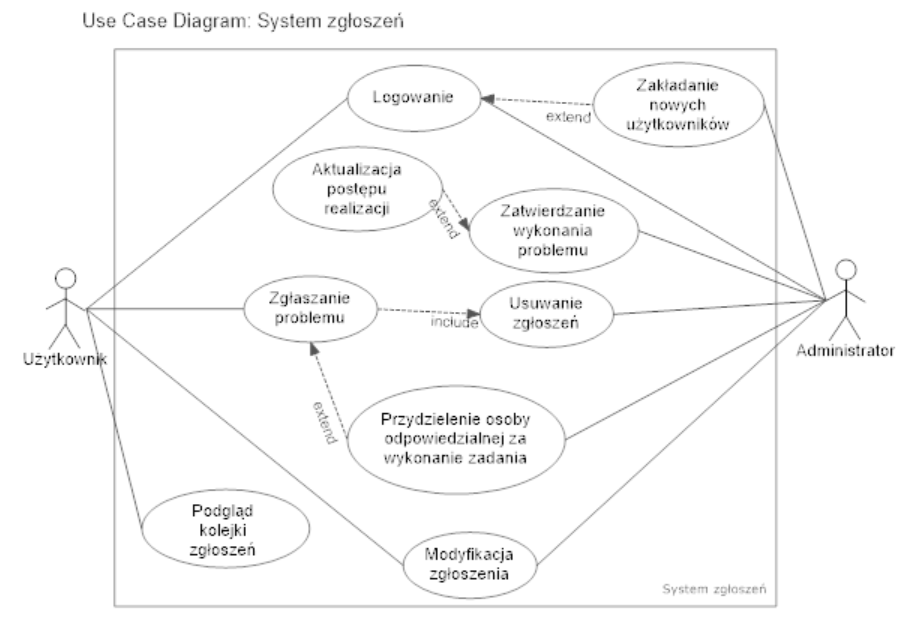 Use Case Diagram: System zgłoszeń
Logowanie
Zakładanie
nowych
użytkowników
extend
Aktualizacja
postępu
realizacji
extend
Zatwierdzanie
wykonania
problemu
Zgłaszanie
problemu
include
Usuwanie
zgłoszeń
Użytkownik
Administrator
extend
Przydzielenie osoby
odpowiedzialnej za
wykonanie zadania
Podgląd
kolejki
zgłoszeń
Modyfikacja
zgłoszenia
System zgłoszeń